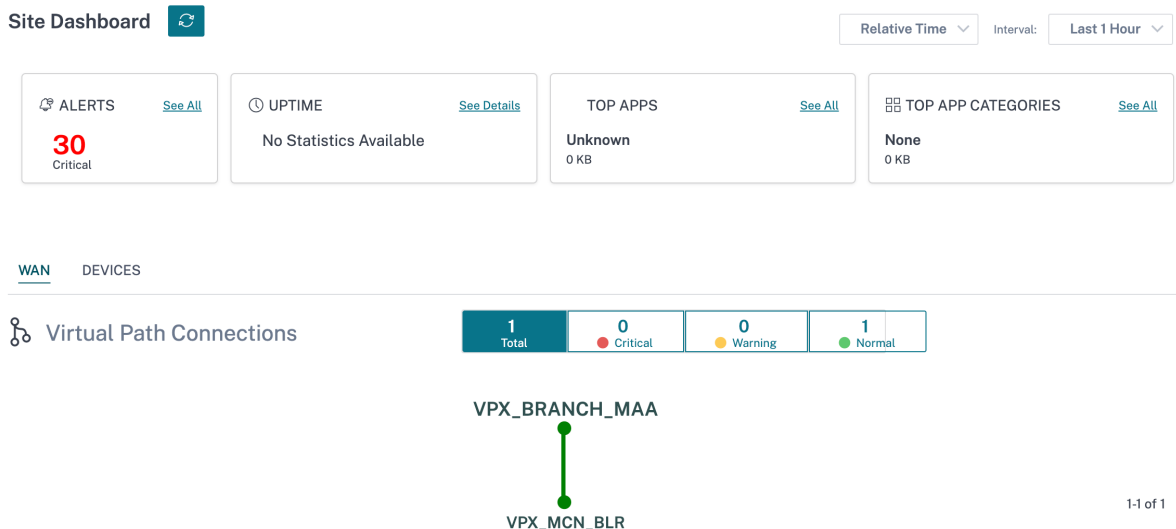 Site Dashboard
Relative Time Interval: Last 1 Hour
ALERTS See All
30
Critical
UPTIME See Details
No Statistics Available
TOP APPS See All
Unknown
0 KB
TOP APP CATEGORIES See All
None
0 KB
WAN DEVICES
Virtual Path Connections
1
Total
0
Critical
0
Warning
1
Normal
VPX_BRANCH_MAA
1-1 of 1
VPX_MCN_BLR